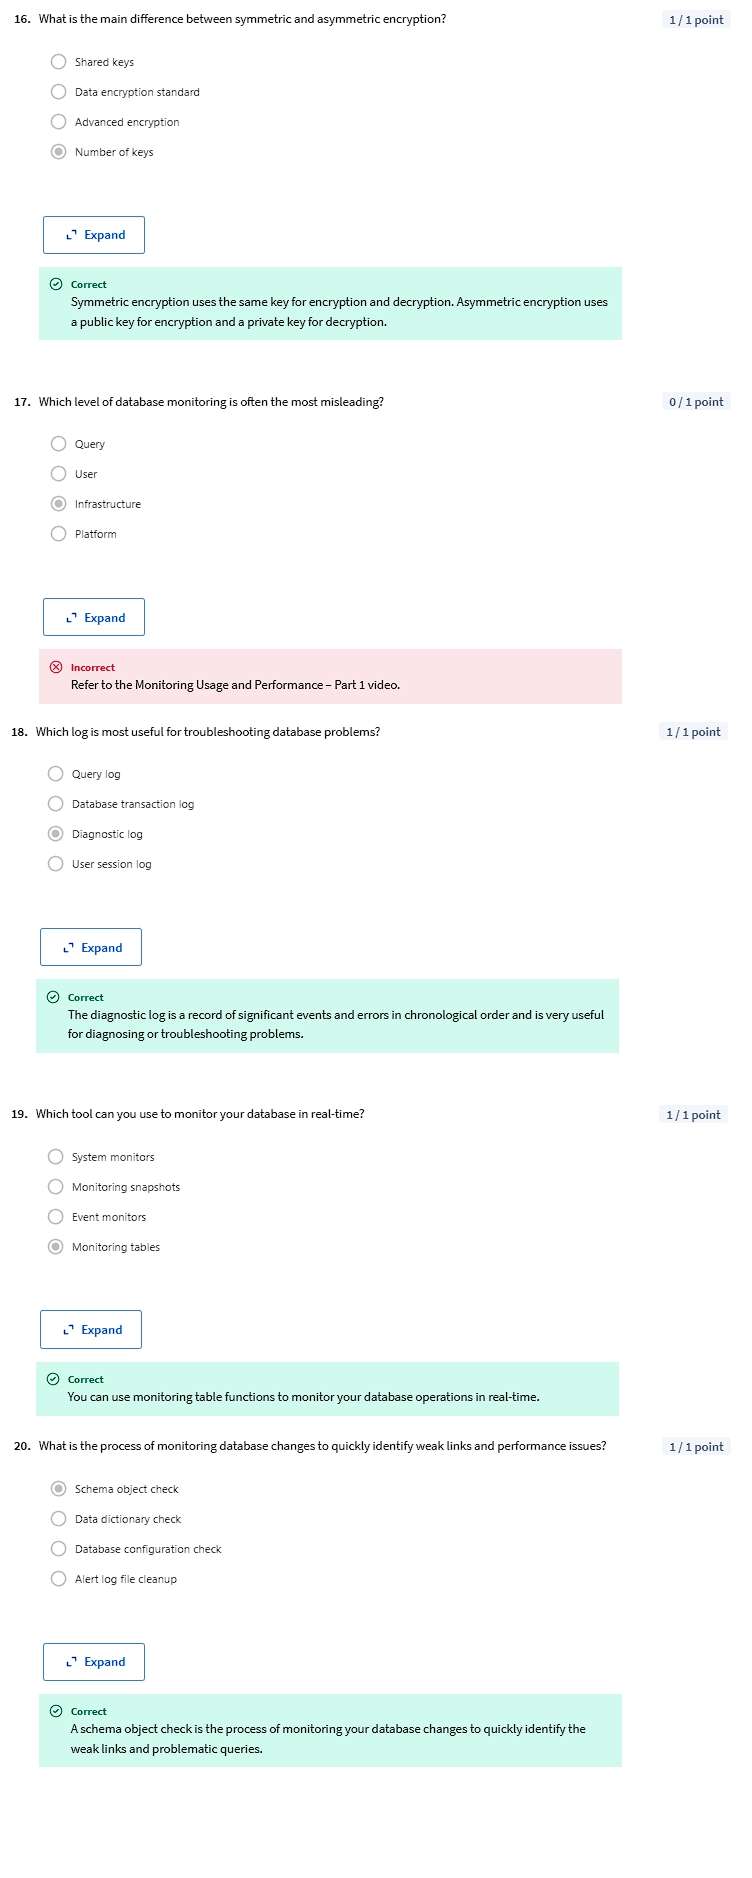 16. What is the main difference between symmetric and asymmetric encryption? 1 / 1 point
Shared keys
Data encryption standard
Advanced encryption
Number of keys
Expand
Correct
Symmetric encryption uses the same key for encryption and decryption. Asymmetric encryption uses
a public key for encryption and a private key for decryption.
17. Which level of database monitoring is often the most misleading? 0 / 1 point
Query
User
Infrastructure
Platform
Expand
Incorrect
Refer to the Monitoring Usage and Performance – Part 1 video.
18. Which log is most useful for troubleshooting database problems? 1 / 1 point
Query log
Database transaction log
Diagnostic log
User session log
Expand
Correct
The diagnostic log is a record of significant events and errors in chronological order and is very useful
for diagnosing or troubleshooting problems.
19. Which tool can you use to monitor your database in real-time? 1 / 1 point
System monitors
Monitoring snapshots
Event monitors
Monitoring tables
Expand
Correct
You can use monitoring table functions to monitor your database operations in real-time.
20. What is the process of monitoring database changes to quickly identify weak links and performance issues? 1 / 1 point
Schema object check
Data dictionary check
Database configuration check
Alert log file cleanup
Expand
Correct
A schema object check is the process of monitoring your database changes to quickly identify the
weak links and problematic queries.